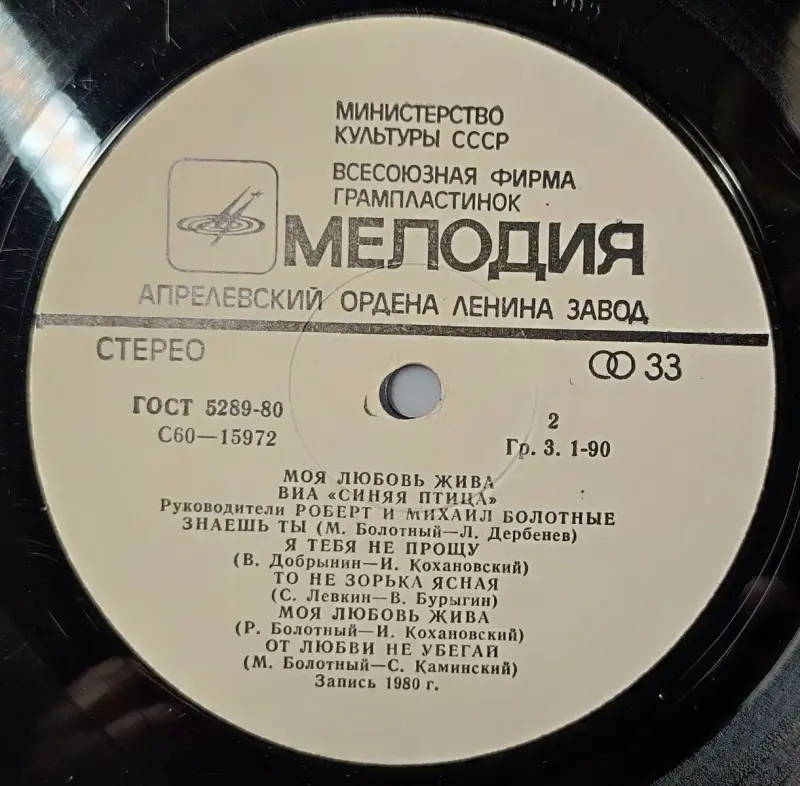 МИНИСТЕРСТВО
КУЛЬТУРЫ СССР
ВСЕСОЮЗНАЯ ФИРМА
ГРАМПЛАСТИНОК
МЕЛОДИЯ
АПРЕЛЕВСКИЙ ОРДЕНА ЛЕНИНА ЗАВОД
СТЕРЕО
33
ГОСТ 5289-80
С60—15972
2
Гр. 3. 1-90
МОЯ ЛЮБОВЬ ЖИВА
ВИА «СИНЯЯ ПТИЦА»
Руководители РОБЕРТ И МИХАИЛ БОЛОТНЫЕ
ЗНАЕШЬ ТЫ (М. Болотный—Л. Дербенев)
Я ТЕБЯ НЕ ПРОЩУ
(В. Добрынин—И. Кохановский)
ТО НЕ ЗОРЬКА ЯСНАЯ
(С. Левкин—В. Бурыгин)
МОЯ ЛЮБОВЬ ЖИВА
(Р. Болотный—И. Кохановский)
ОТ ЛЮБВИ НЕ УБЕГАЙ
(М. Болотный—С. Каминский)
Запись 1980 г.